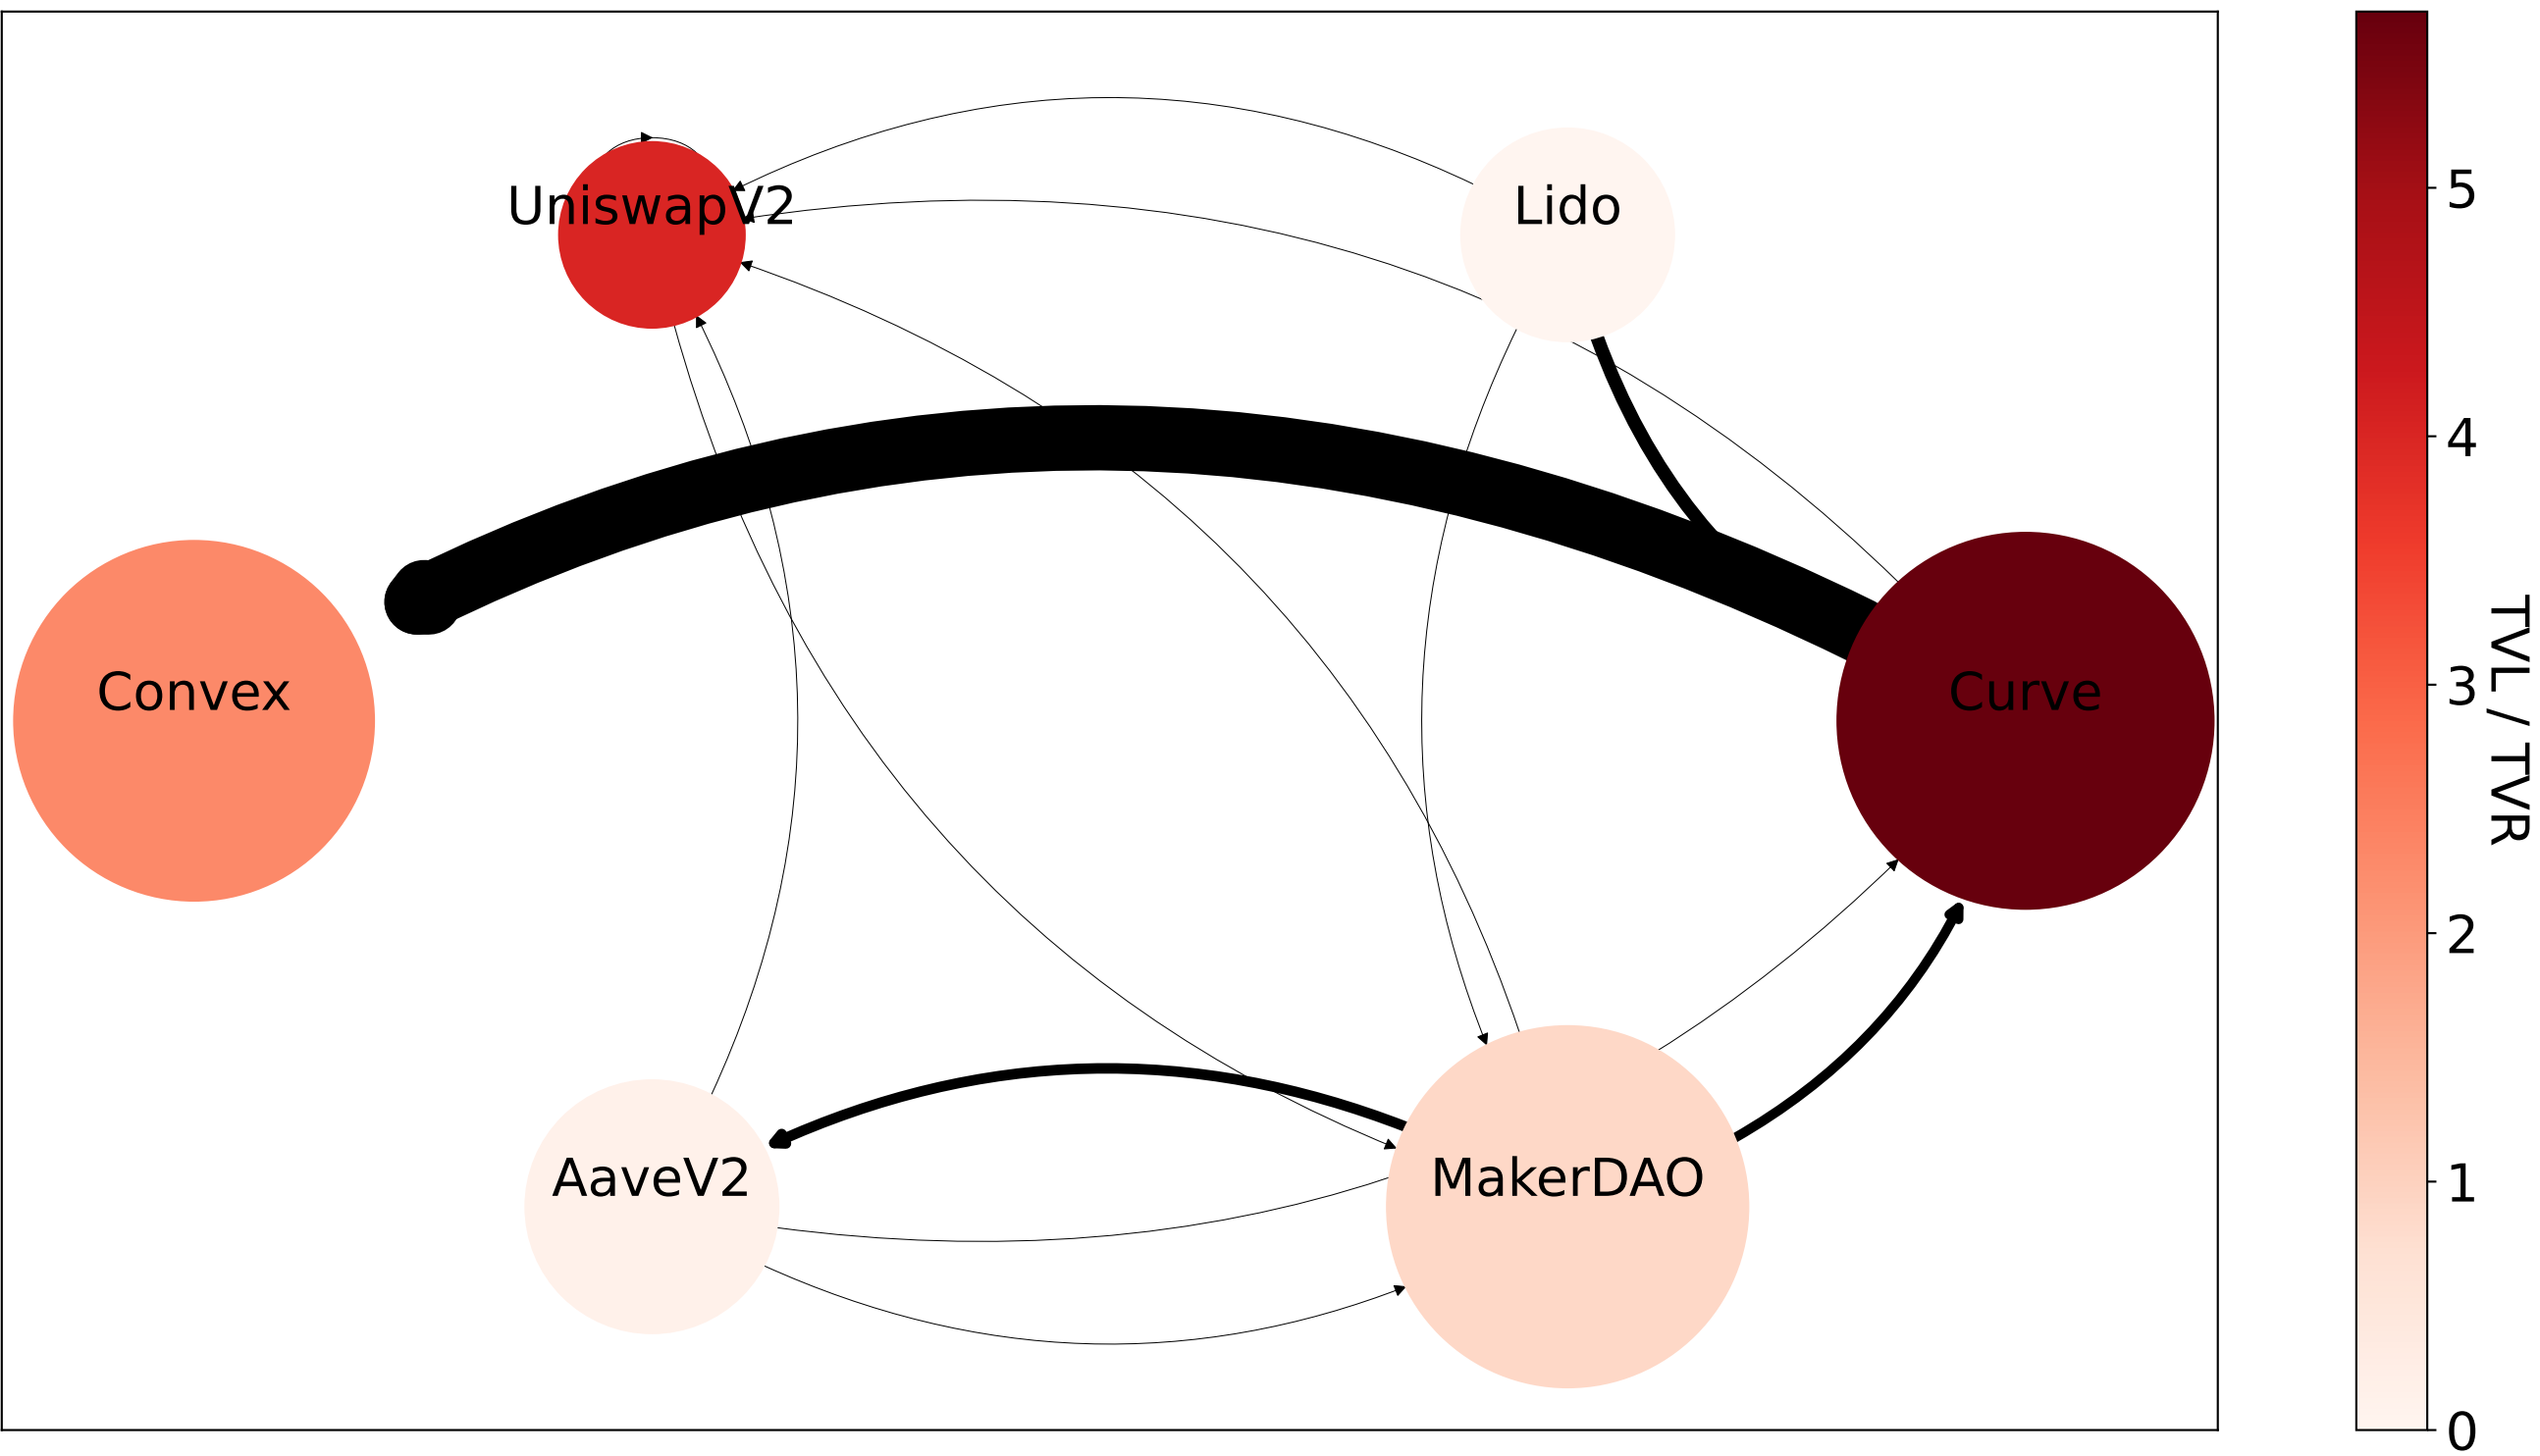 UniswapV2
Lido
Convex
Curve
AaveV2
MakerDAO
5
4
3
2
1
0
TVL / TVR